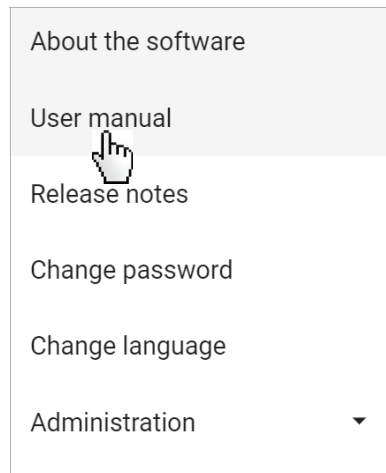 About the software
User manual
Release notes
Change password
Change language
Administration